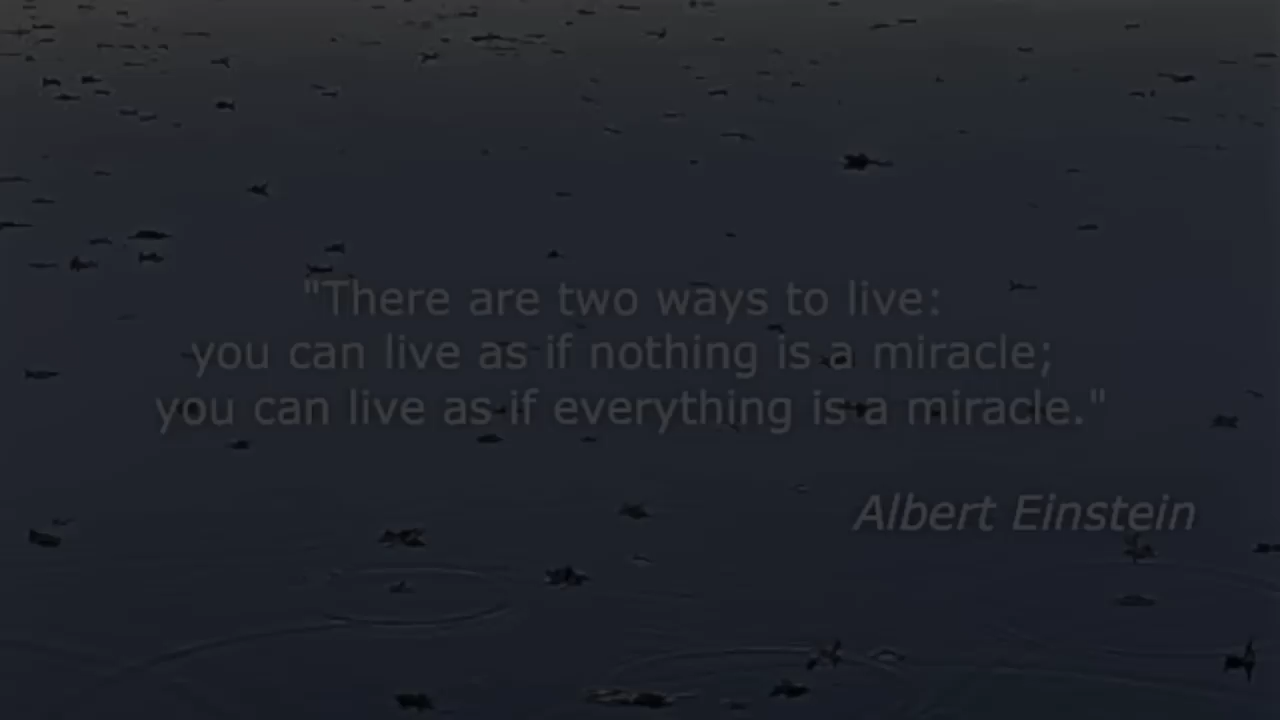 "There are two ways to live:
you can live as if nothing is a miracle;
you can live as if everything is a miracle."
Albert Einstein